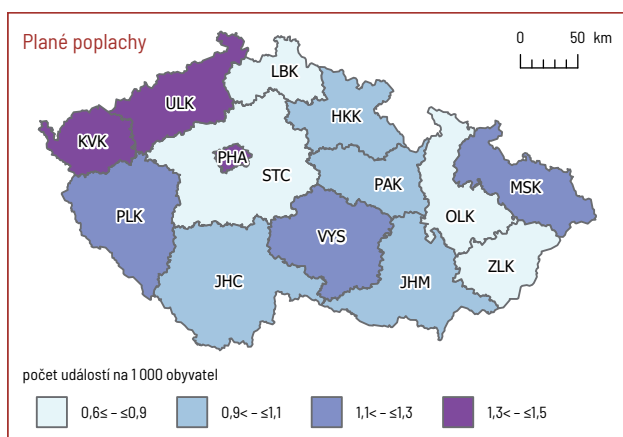 Plané poplachy
0 50 km
LBK
ULK
HKK
KVK
PHA
STC
PAK
MSK
PLK
OLK
VYS
ZLK
JHC
JHM
počet událostí na 1 000 obyvatel
0,6≤ – ≤0,9 0,9< – ≤1,1 1,1< – ≤1,3 1,3< – ≤1,5